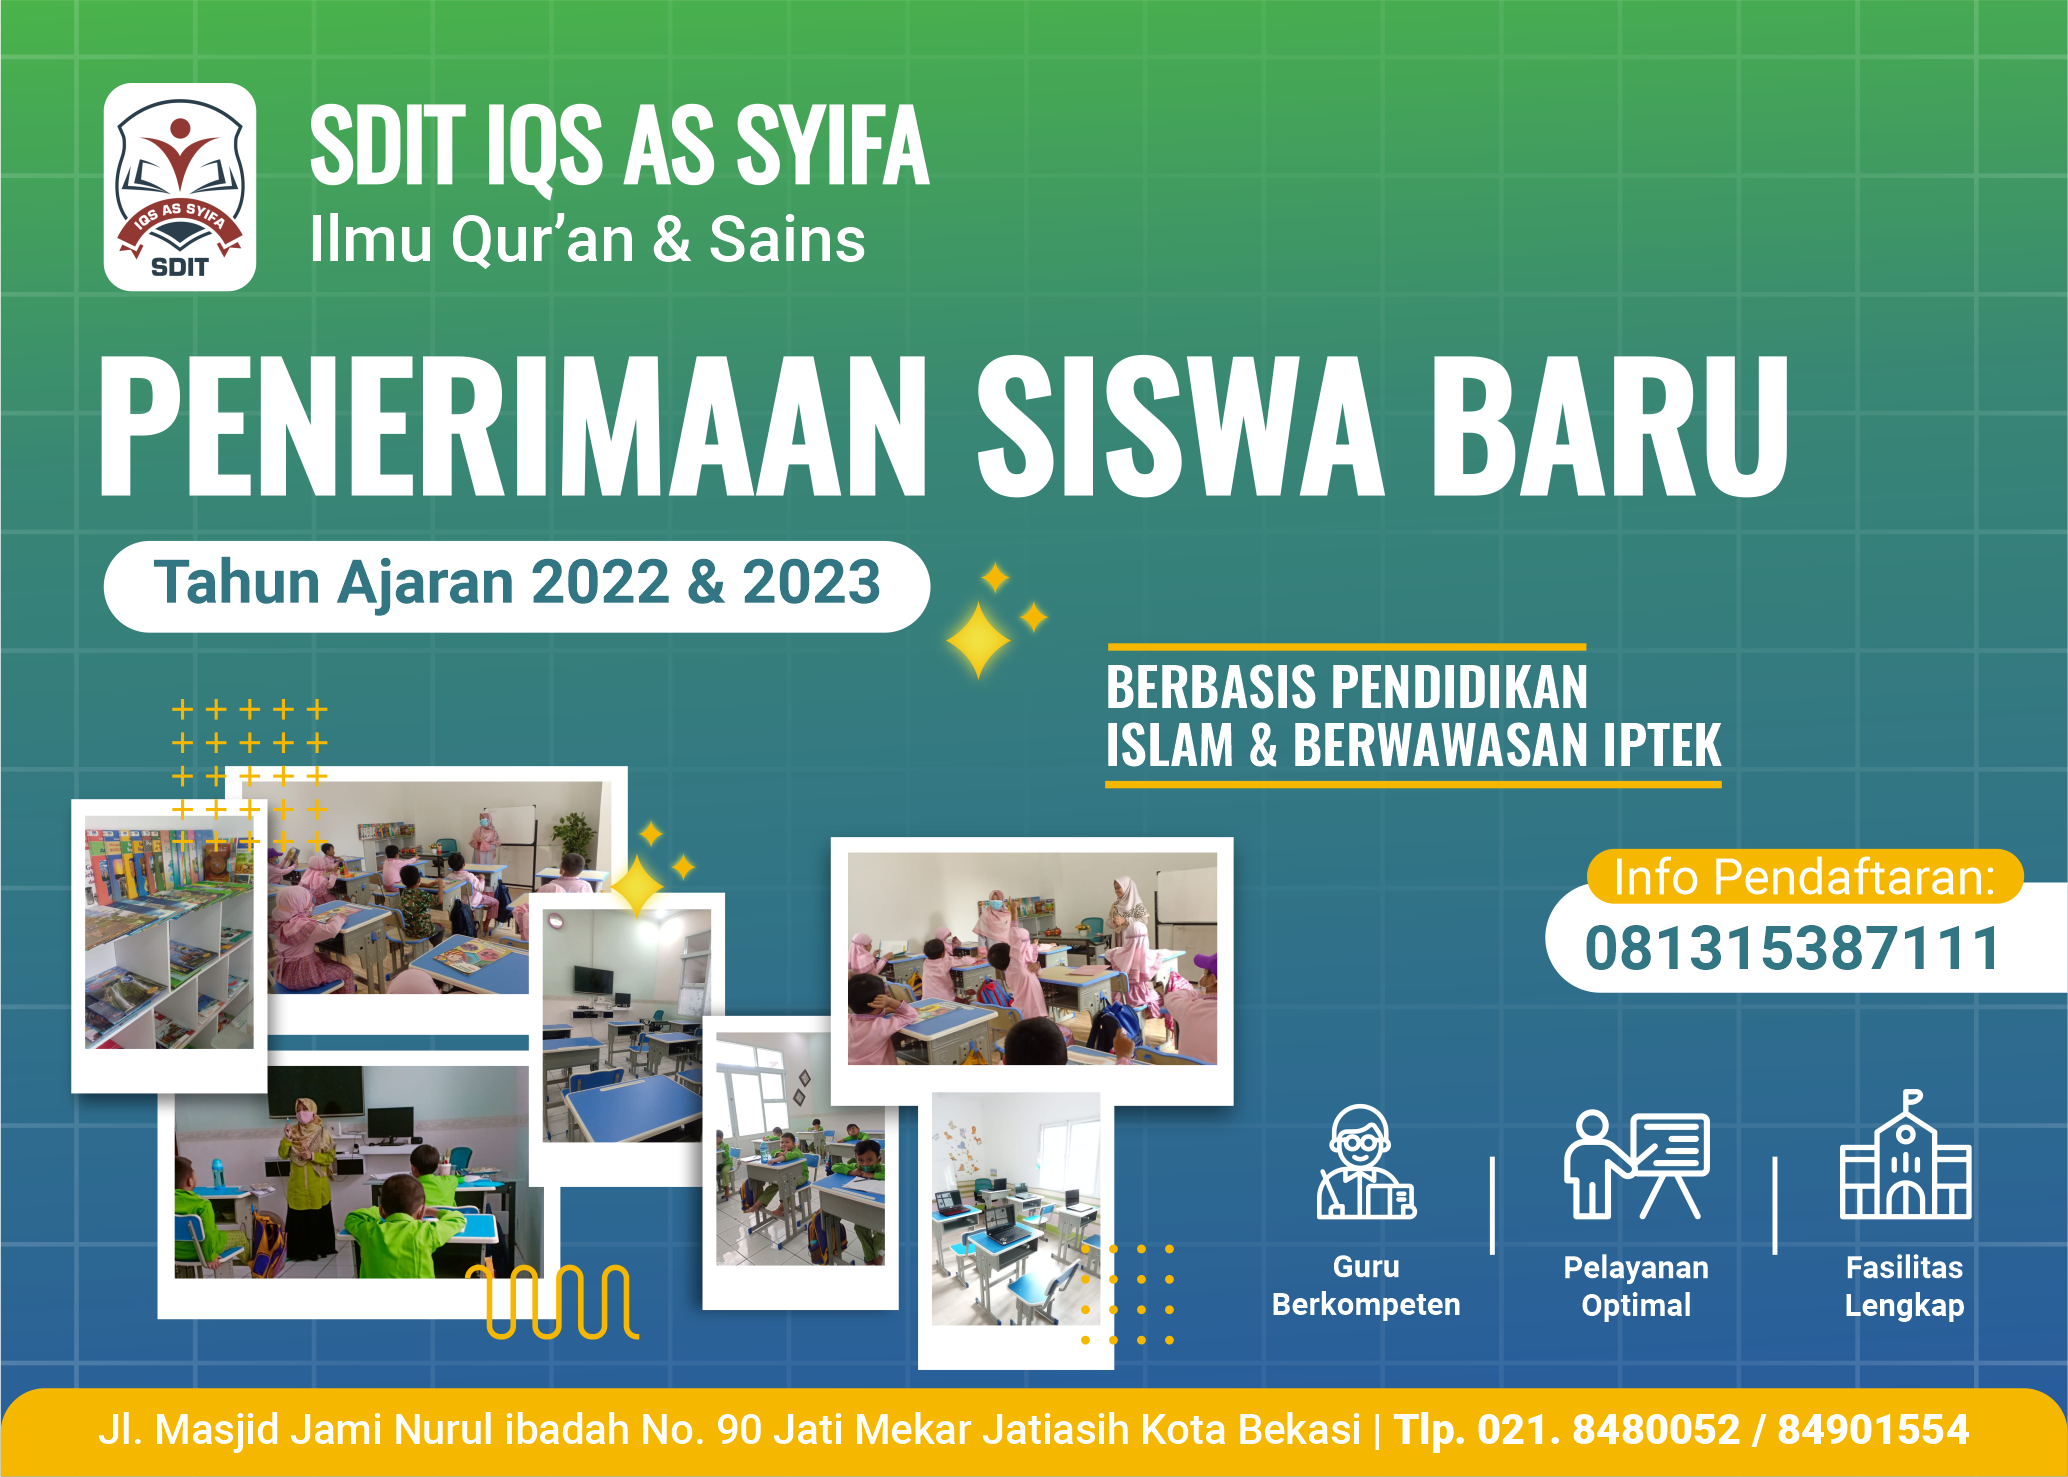 IQS AS SYIFA
SDIT
SDIT IQS AS SYIFA
Ilmu Qur'an & Sains
PENERIMAAN SISWA BARU
Tahun Ajaran 2022 & 2023
BERBASIS PENDIDIKAN
ISLAM & BERWAWASAN IPTEK
Info Pendaftaran:
081315387111
Guru
Berkompeten
Pelayanan
Optimal
Fasilitas
Lengkap
Jl. Masjid Jami Nurul ibadah No. 90 Jati Mekar Jatiasih Kota Bekasi | Tlp. 021. 8480052 / 84901554